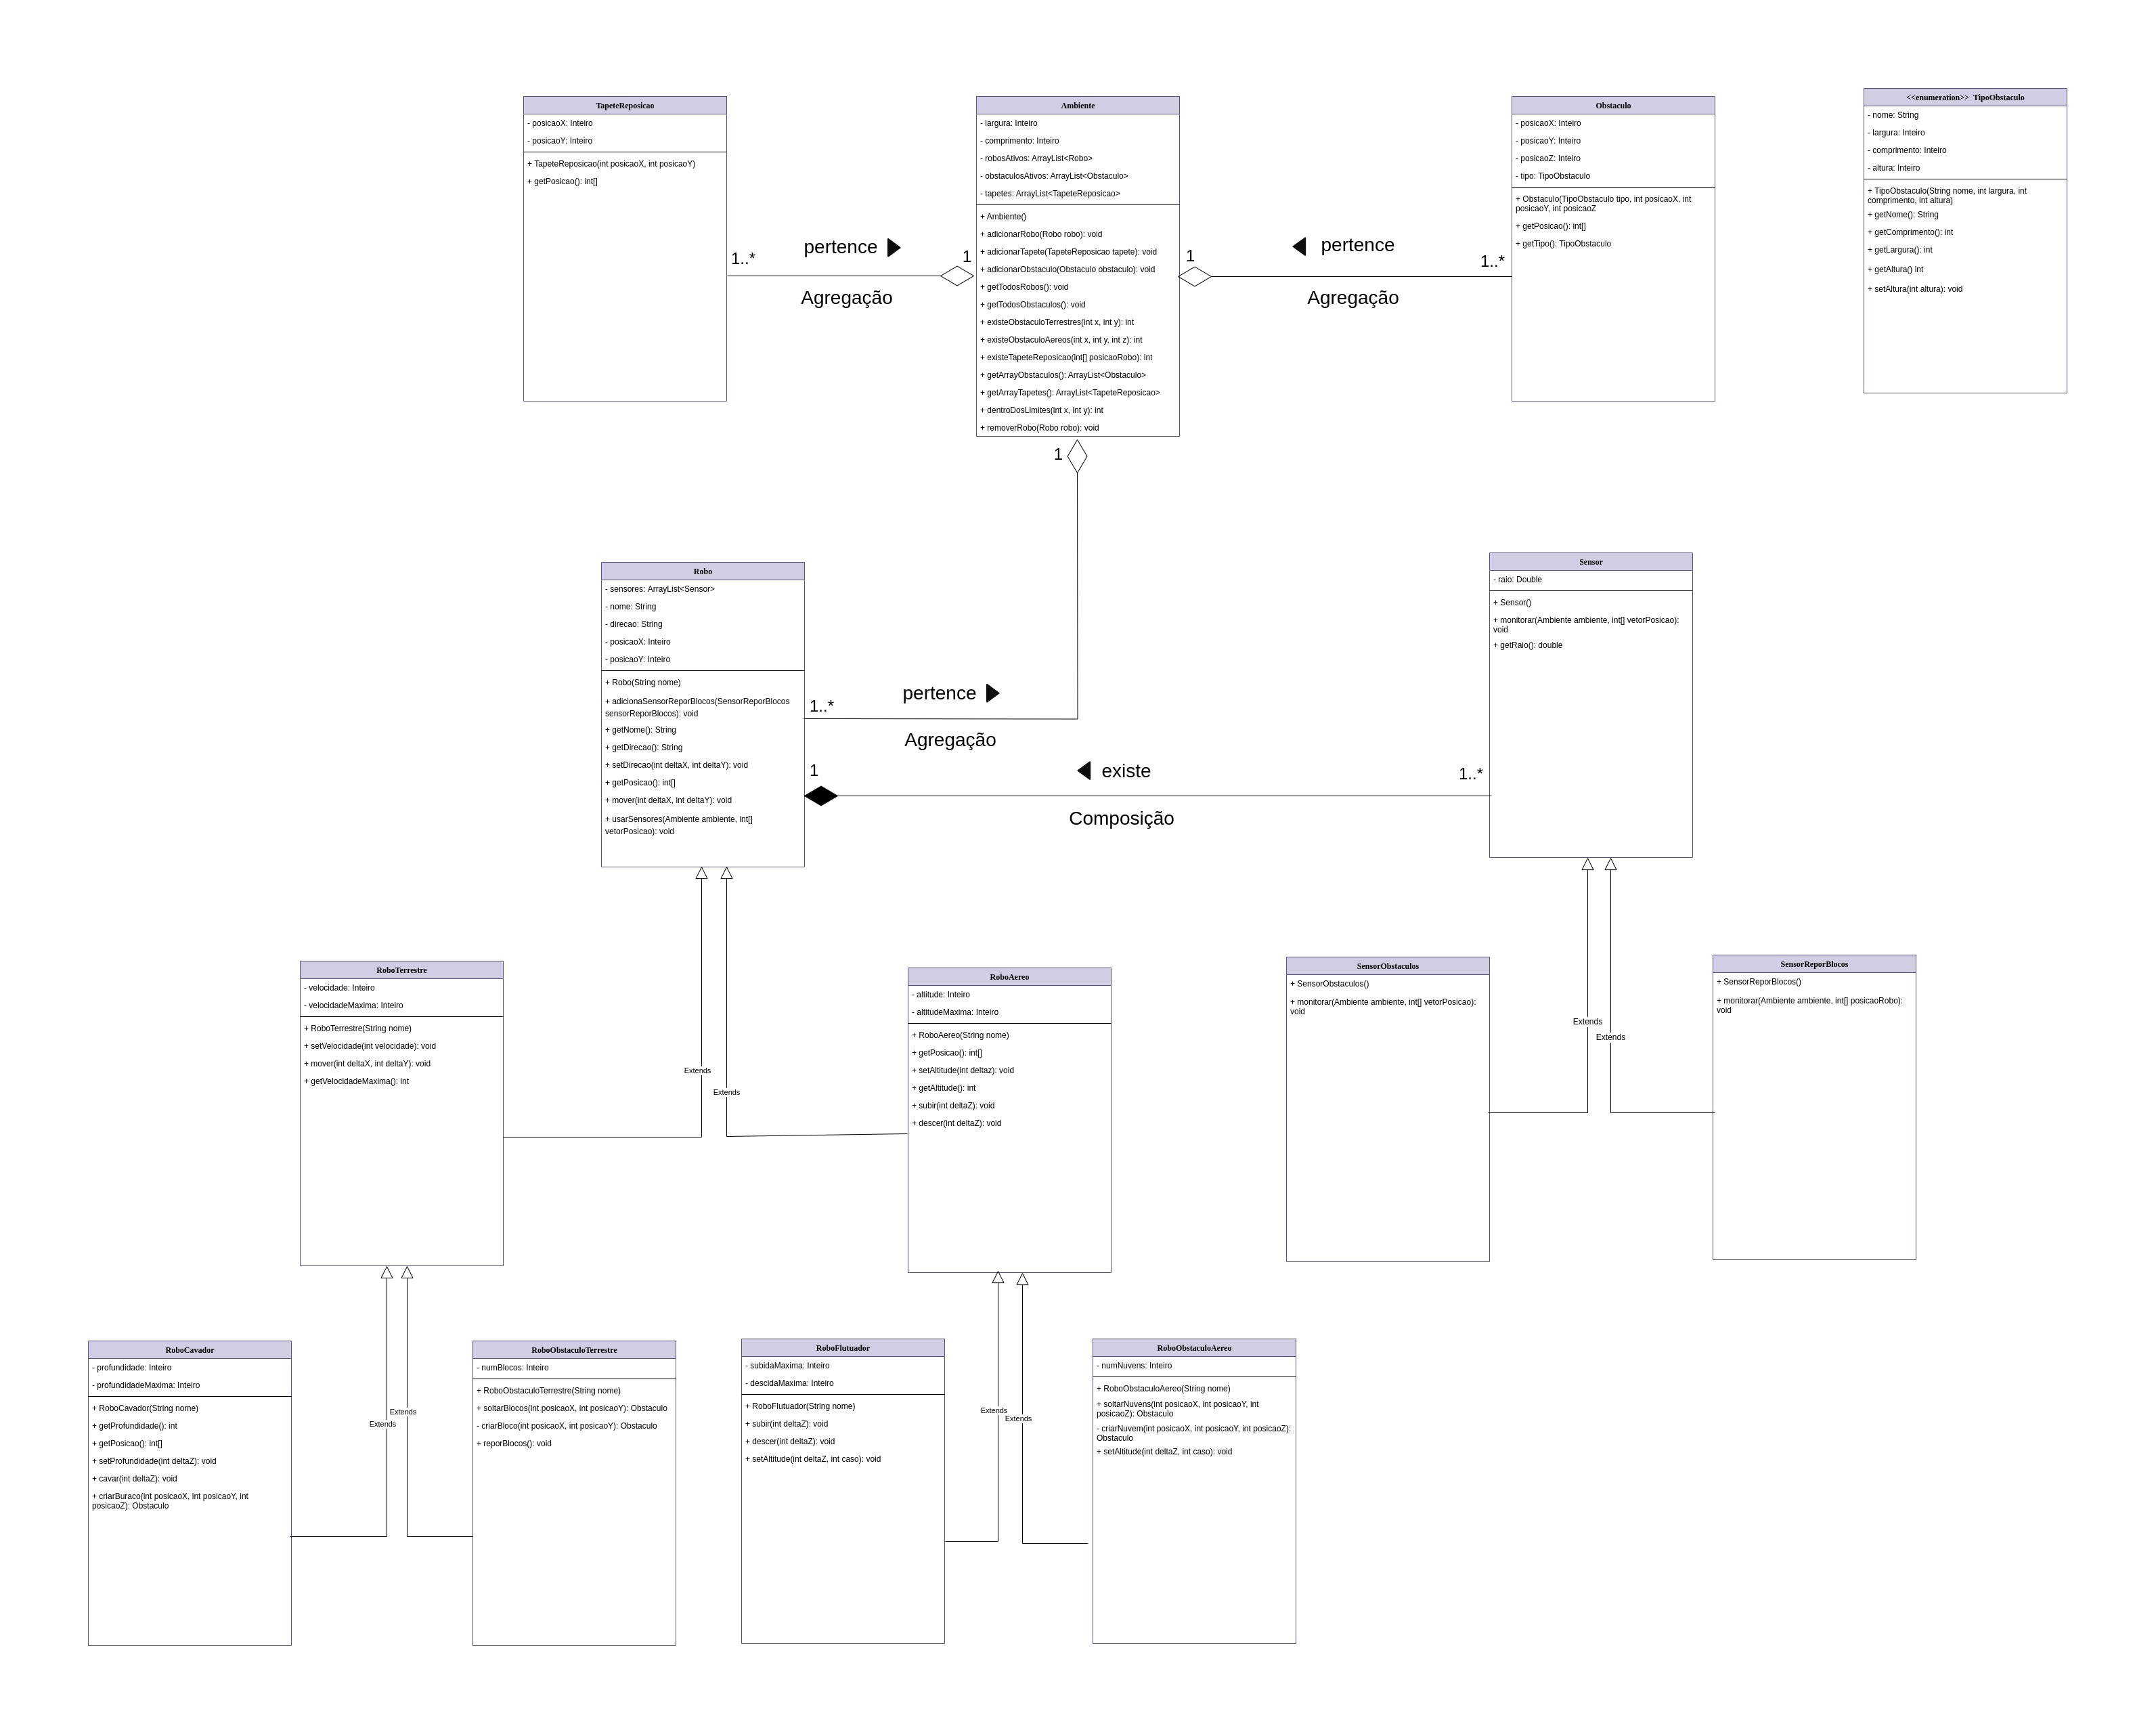 TapeteReposicao
- posicaoX: Inteiro
- posicaoY: Inteiro
+ TapeteReposicao(int posicaoX, int posicaoY)
+ getPosicao(): int[]
Ambiente
- largura: Inteiro
- comprimento: Inteiro
- robosAtivos: ArrayList<Robo>
- obstaculosAtivos: ArrayList<Obstaculo>
- tapetes: ArrayList<TapeteReposicao>
+ Ambiente()
+ adicionarRobo(Robo robo): void
+ adicionarTapete(TapeteReposicao tapete): void
+ adicionarObstaculo(Obstaculo obstaculo): void
+ getTodosRobos(): void
+ getTodosObstaculos(): void
+ existeObstaculoTerrestres(int x, int y): int
+ existeObstaculoAereos(int x, int y, int z): int
+ existeTapeteReposicao(int[] posicaoRobo): int
+ getArrayObstaculos(): ArrayList<Obstaculo>
+ getArrayTapetes(): ArrayList<TapeteReposicao>
+ dentroDosLimites(int x, int y): int
+ removerRobo(Robo robo): void
Obstaculo
- posicaoX: Inteiro
- posicaoY: Inteiro
- posicaoZ: Inteiro
- tipo: TipoObstaculo
+ Obstaculo(TipoObstaculo tipo, int posicaoX, int
posicaoY, int posicaoZ
+ getPosicao(): int[]
+ getTipo(): TipoObstaculo
<<enumeration>> TipoObstaculo
- nome: String
- largura: Inteiro
- comprimento: Inteiro
- altura: Inteiro
+ TipoObstaculo(String nome, int largura, int
comprimento, int altura)
+ getNome(): String
+ getComprimento(): int
+ getLargura(): int
+ getAltura() int
+ setAltura(int altura): void
1..*
pertence
1
Agregação
1
pertence
1..*
Agregação
1
Robo
- sensores: ArrayList<Sensor>
- nome: String
- direcao: String
- posicaoX: Inteiro
- posicaoY: Inteiro
+ Robo(String nome)
+ adicionaSensorReporBlocos(SensorReporBlocos
sensorReporBlocos): void
+ getNome(): String
+ getDirecao(): String
+ setDirecao(int deltaX, int deltaY): void
+ getPosicao(): int[]
+ mover(int deltaX, int deltaY): void
+ usarSensores(Ambiente ambiente, int[]
vetorPosicao): void
1..*
pertence
Agregação
1
existe
1..*
Composição
Sensor
- raio: Double
+ Sensor()
+ monitorar(Ambiente ambiente, int[] vetorPosicao):
void
+ getRaio(): double
RoboTerrestre
- velocidade: Inteiro
- velocidadeMaxima: Inteiro
+ RoboTerrestre(String nome)
+ setVelocidade(int velocidade): void
+ mover(int deltaX, int deltaY): void
+ getVelocidadeMaxima(): int
Extends
Extends
RoboAereo
- altitude: Inteiro
- altitudeMaxima: Inteiro
+ RoboAereo(String nome)
+ getPosicao(): int[]
+ setAltitude(int deltaz): void
+ getAltitude(): int
+ subir(int deltaZ): void
+ descer(int deltaZ): void
SensorObstaculos
+ SensorObstaculos()
+ monitorar(Ambiente ambiente, int[] vetorPosicao):
void
Extends
Extends
SensorReporBlocos
+ SensorReporBlocos()
+ monitorar(Ambiente ambiente, int[] posicaoRobo):
void
RoboCavador
- profundidade: Inteiro
- profundidadeMaxima: Inteiro
+ RoboCavador(String nome)
+ getProfundidade(): int
+ getPosicao(): int[]
+ setProfundidade(int deltaZ): void
+ cavar(int deltaZ): void
+ criarBuraco(int posicaoX, int posicaoY, int
posicaoZ): Obstaculo
Extends
Extends
RoboObstaculoTerrestre
- numBlocos: Inteiro
+ RoboObstaculoTerrestre(String nome)
+ soltarBlocos(int posicaoX, int posicaoY): Obstaculo
- criarBloco(int posicaoX, int posicaoY): Obstaculo
+ reporBlocos(): void
RoboFlutuador
- subidaMaxima: Inteiro
- descidaMaxima: Inteiro
+ RoboFlutuador(String nome)
+ subir(int deltaZ): void
+ descer(int deltaZ): void
+ setAltitude(int deltaZ, int caso): void
Extends
Extends
RoboObstaculoAereo
- numNuvens: Inteiro
+ RoboObstaculoAereo(String nome)
+ soltarNuvens(int posicaoX, int posicaoY, int
posicaoZ): Obstaculo
- criarNuvem(int posicaoX, int posicaoY, int posicaoZ):
Obstaculo
+ setAltitude(int deltaZ, int caso): void